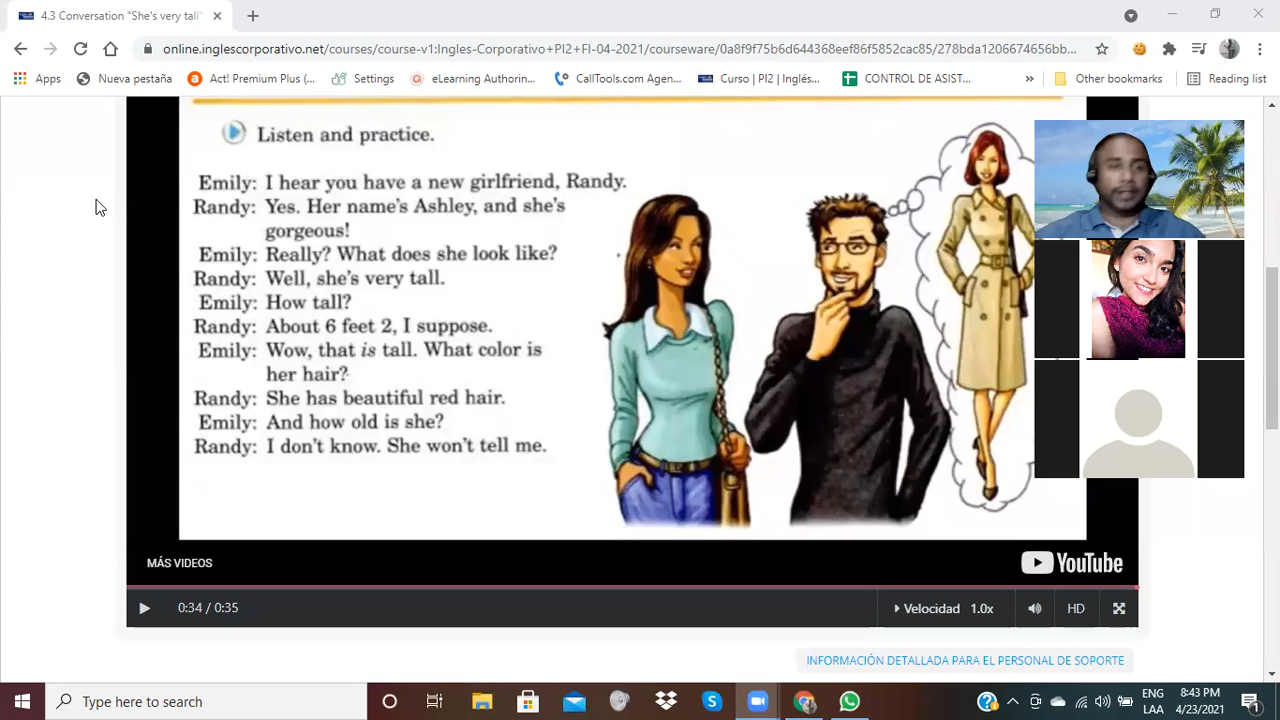 4.3 Conversation "She's very tall"
online.inglescorporativo.net/courses/course-v1:Ingles-Corporativo+PI2+FI-04-2021/courseware/0a8f9f75b6d644368eef86f5852cac85/278bda1206674656bb...
Apps
Nueva pestaña
Act! Premium Plus (...
Settings
eLearning Authorin...
CallTools.com Agen...
Curso | PI2 | Inglés...
CONTROL DE ASIST...
»
Other bookmarks
Reading list
Listen and practice.
Emily: I hear you have a new girlfriend, Randy.
Randy: Yes. Her name's Ashley, and she's
gorgeous!
Emily: Really? What does she look like?
Randy: Well, she's very tall.
Emily: How tall?
Randy: About 6 feet 2, I suppose.
Emily: Wow, that is tall. What color is
her hair?
Randy: She has beautiful red hair.
Emily: And how old is she?
Randy: I don't know. She won't tell me.
MÁS VIDEOS
YouTube
0:34 / 0:35
Velocidad 1.0x
HD
INFORMACIÓN DETALLADA PARA EL PERSONAL DE SOPORTE
Type here to search
ENG
LAA
8:43 PM
4/23/2021